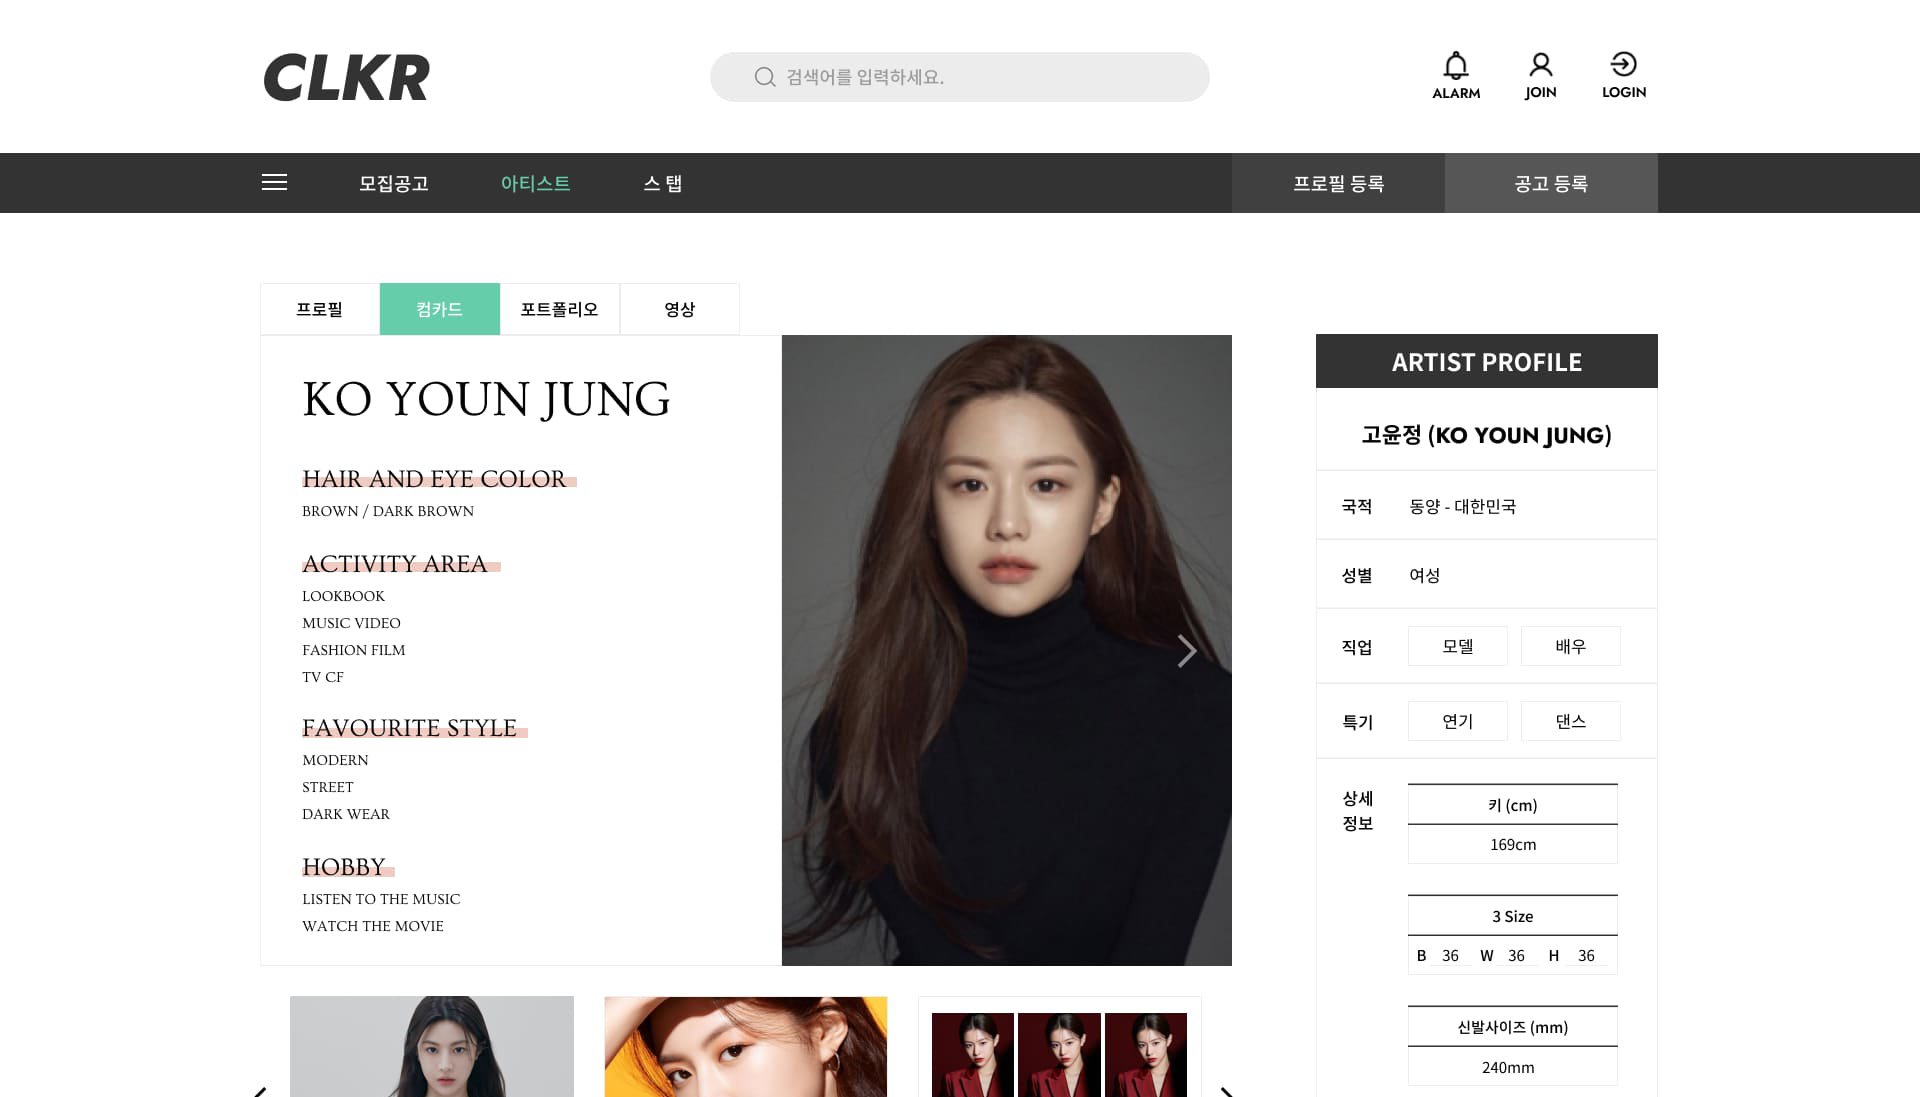 CLKR
검색어를 입력하세요.
ALARM
JOIN
LOGIN
모집공고
아티스트
스 탭
프로필 등록
공고 등록
프로필
컴카드
포트폴리오
영상
KO YOUN JUNG
HAIR AND EYE COLOR
BROWN / DARK BROWN
ACTIVITY AREA
LOOKBOOK
MUSIC VIDEO
FASHION FILM
TV CF
FAVOURITE STYLE
MODERN
STREET
DARK WEAR
HOBBY
LISTEN TO THE MUSIC
WATCH THE MOVIE
ARTIST PROFILE
고윤정 (KO YOUN JUNG)
국적 동양 - 대한민국
성별 여성
직업 모델 배우
특기 연기 댄스
상세
정보
키 (cm)
169cm
3 Size
B 36 W 36 H 36
신발사이즈 (mm)
240mm